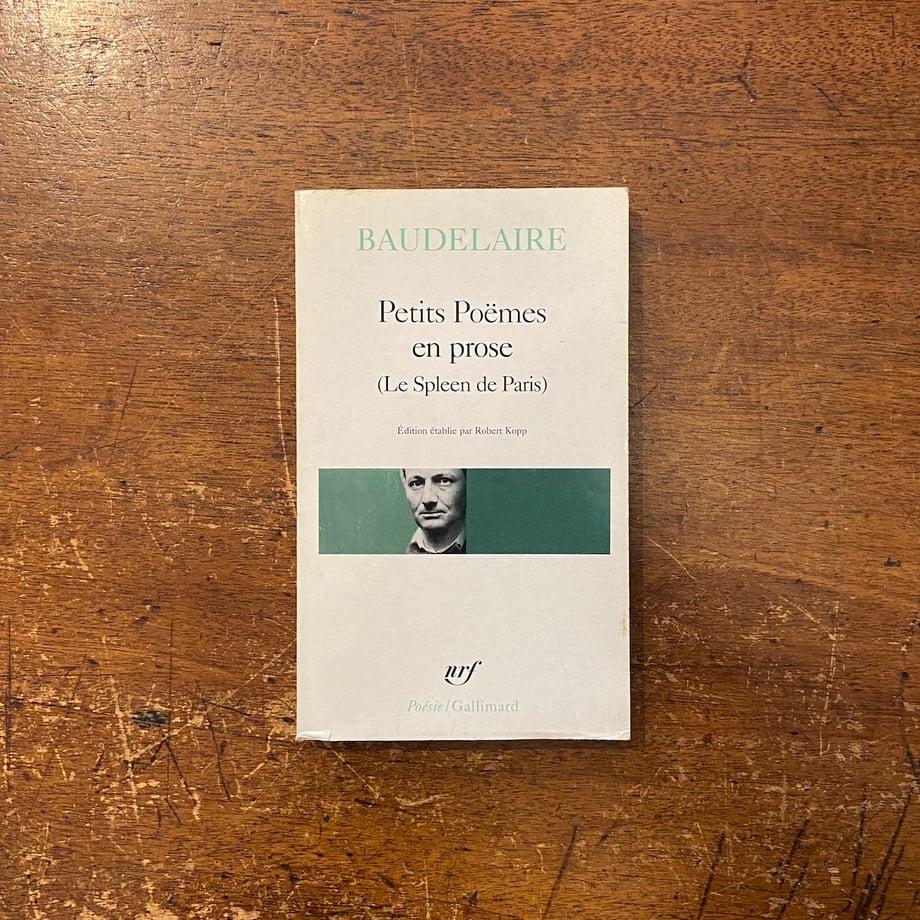 BAUDELAIRE
Petits Poëmes
en prose
(Le Spleen de Paris)
Édition établie par Robert Kopp
nrf
Poésie/Gallimard